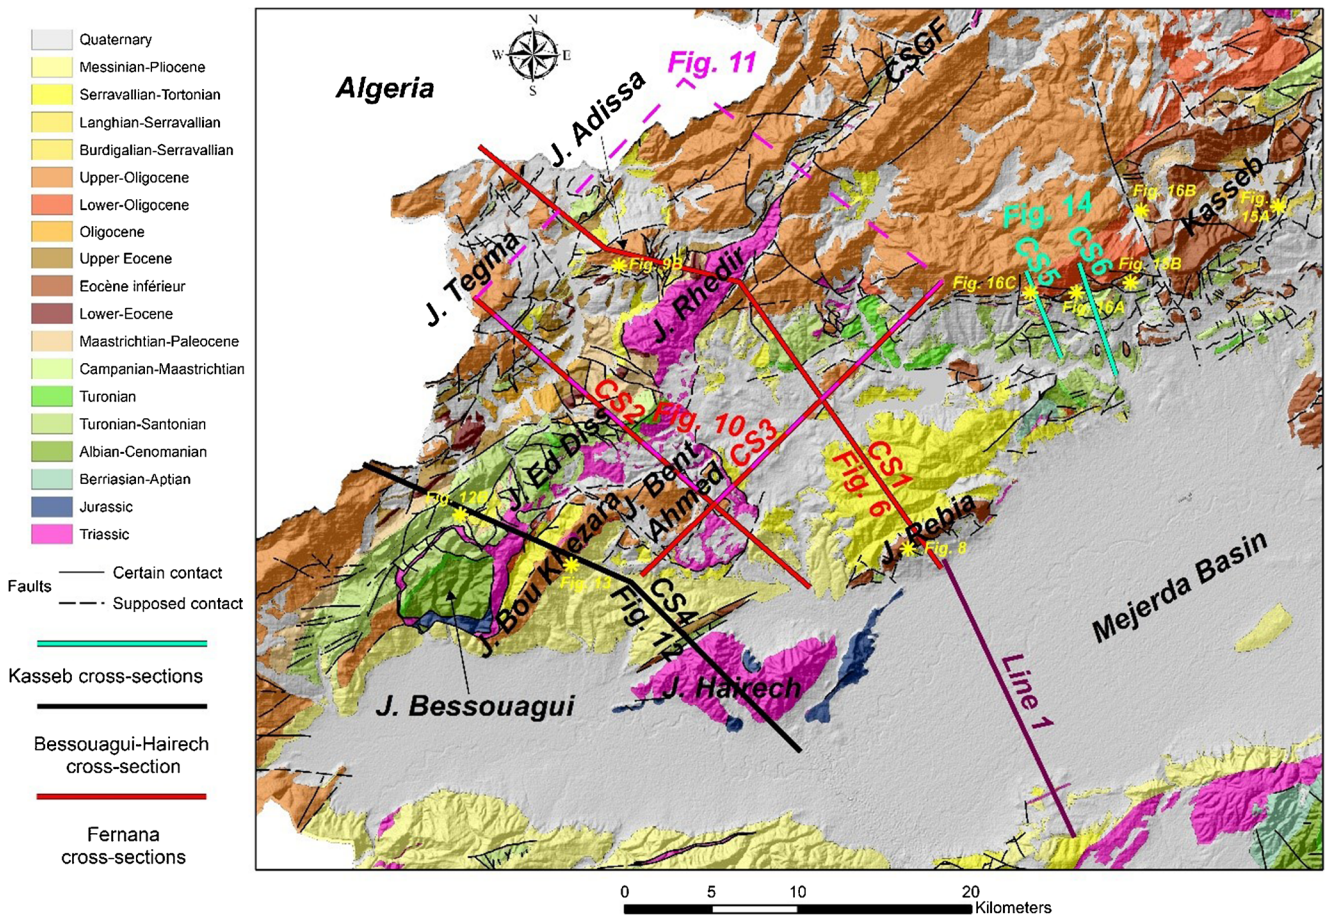 Quaternary
Messinian-Pliocene
Serravallian-Tortonian
Langhian-Serravallian
Burdigalian-Serravallian
Upper-Oligocene
Lower-Oligocene
Oligocene
Upper Eocene
Eocène inférieur
Lower-Eocene
Maastrichtian-Paleocene
Campanian-Maastrichtian
Turonian
Turonian-Santonian
Albian-Cenomanian
Berriasian-Aptian
Jurassic
Triassic
Faults
Certain contact
Supposed contact
Kasseb cross-sections
Bessouagui-Hairech
cross-section
Fernana
cross-sections
N
W
E
S
Algeria
Fig. 11
CSGF
J. Adissa
J. Tegma
Fig. 9B
J. Rhedir
Kasseb
Fig. 16B
Fig.
15A
Fig. 14
CS5
CS6
Fig. 16C
Fig. 16A
Fig. 15B
CS2
Fig. 10
CS3
CS1
Fig. 6
J. Ed Diss
J. Bent
Ahmed
J. Bou Khezara
Fig. 13
J. Rebia
Fig. 8
CS4
Fig. 12
J. Bessouagui
J. Hairech
Line 1
Mejerda Basin
0
5
10
20
Kilometers